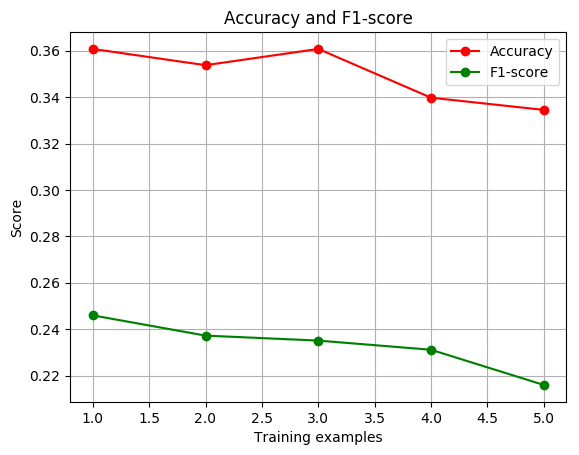 Accuracy and F1-score
Accuracy
F1-score
0.36
0.34
0.32
0.30
0.28
0.26
0.24
0.22
Score
1.0 1.5 2.0 2.5 3.0 3.5 4.0 4.5 5.0
Training examples